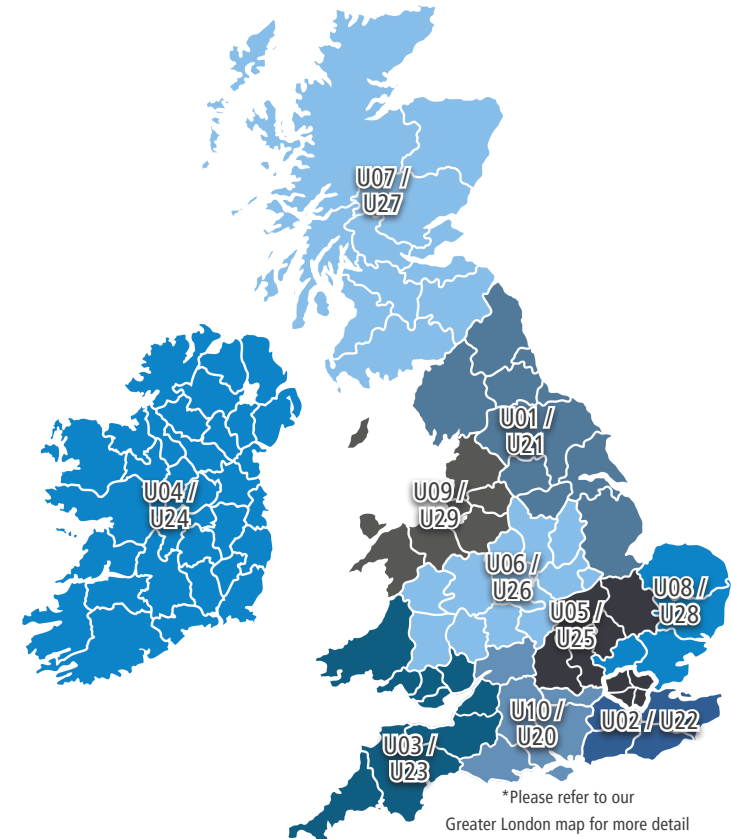 U07 /
U27
U01 /
U21
U04 /
U24
U09 /
U29
U06 /
U26
U08 /
U28
U05 /
U25
U10 /
U20
U02 / U22
U03 /
U23
*Please refer to our
Greater London map for more detail